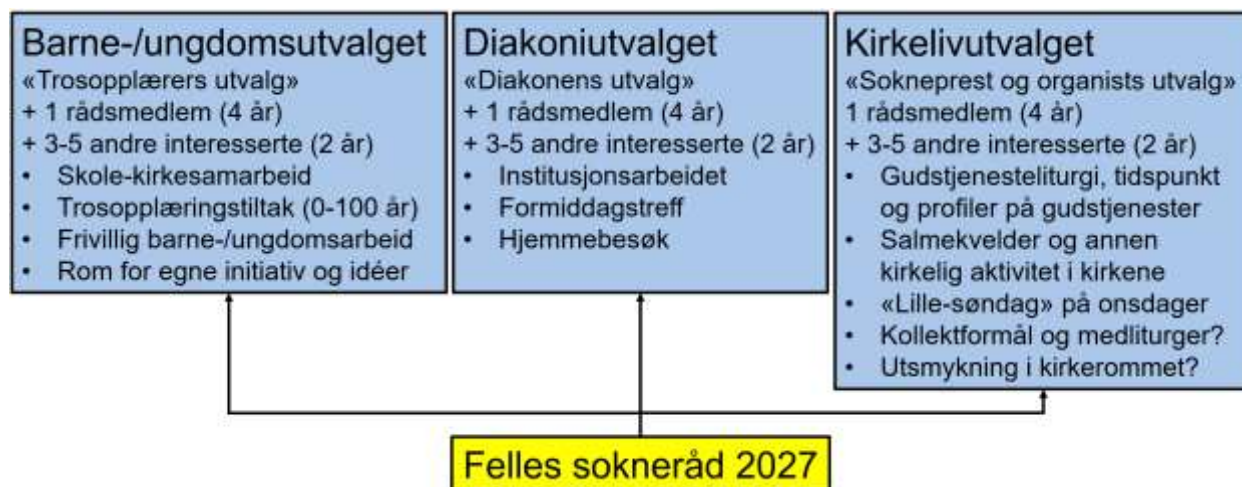 Barne-/ungdomsutvalget
«Trosopplærers utvalg»
+ 1 rådsmedlem (4 år)
+ 3-5 andre interesserte (2 år)
• Skole-kirkesamarbeid
• Trosopplæringstiltak (0-100 år)
• Frivillig barne-/ungdomsarbeid
• Rom for egne initiativ og idéer
Diakoniutvalget
«Diakonens utvalg»
+ 1 rådsmedlem (4 år)
+ 3-5 andre interesserte (2 år)
• Institusjonsarbeidet
• Formiddagstreff
• Hjemmebesøk
Kirkelivutvalget
«Sokneprest og organists utvalg»
1 rådsmedlem (4 år)
+ 3-5 andre interesserte (2 år)
• Gudstjenesteliturgi, tidspunkt
og profiler på gudstjenester
• Salmekvelder og annen
kirkelig aktivitet i kirkene
• «Lille-søndag» på onsdager
• Kollektformål og medliturger?
• Utsmykning i kirkerommet?
Felles sokneråd 2027